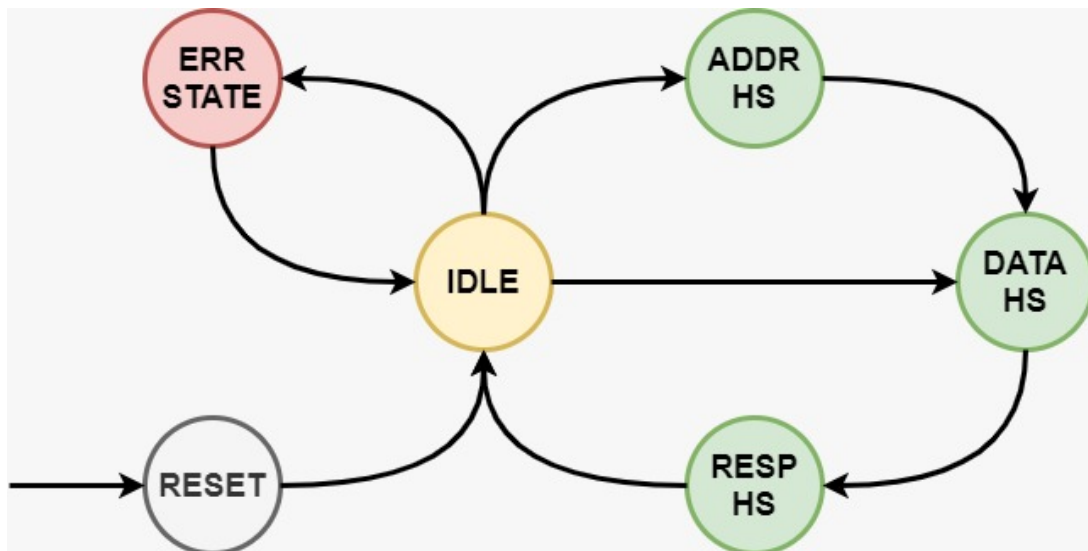 ERR
STATE
ADDR
HS
IDLE
DATA
HS
RESET
RESP
HS